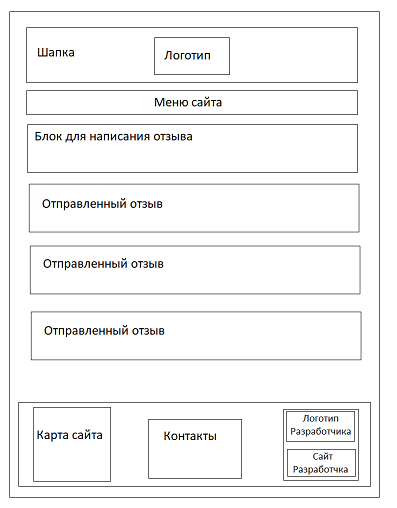 Шапка
Логотип
Меню сайта
Блок для написания отзыва
Отправленный отзыв
Отправленный отзыв
Отправленный отзыв
Карта сайта
Контакты
Логотип
Разработчика
Сайт
Разработчка